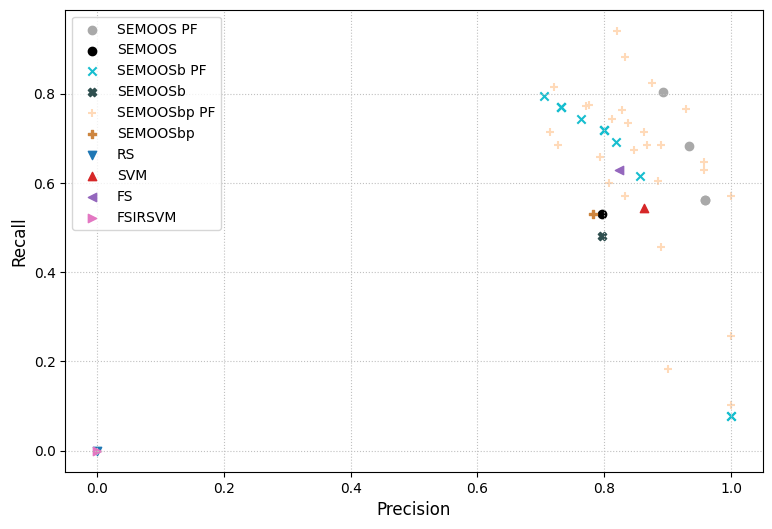 SEMOOS PF
SEMOOS
SEMOOSb PF
SEMOOSb
SEMOOSbp PF
SEMOOSbp
RS
SVM
FS
FSIRSVM
Recall
0.8
0.6
0.4
0.2
0.0
0.0 0.2 0.4 0.6 0.8 1.0
Precision